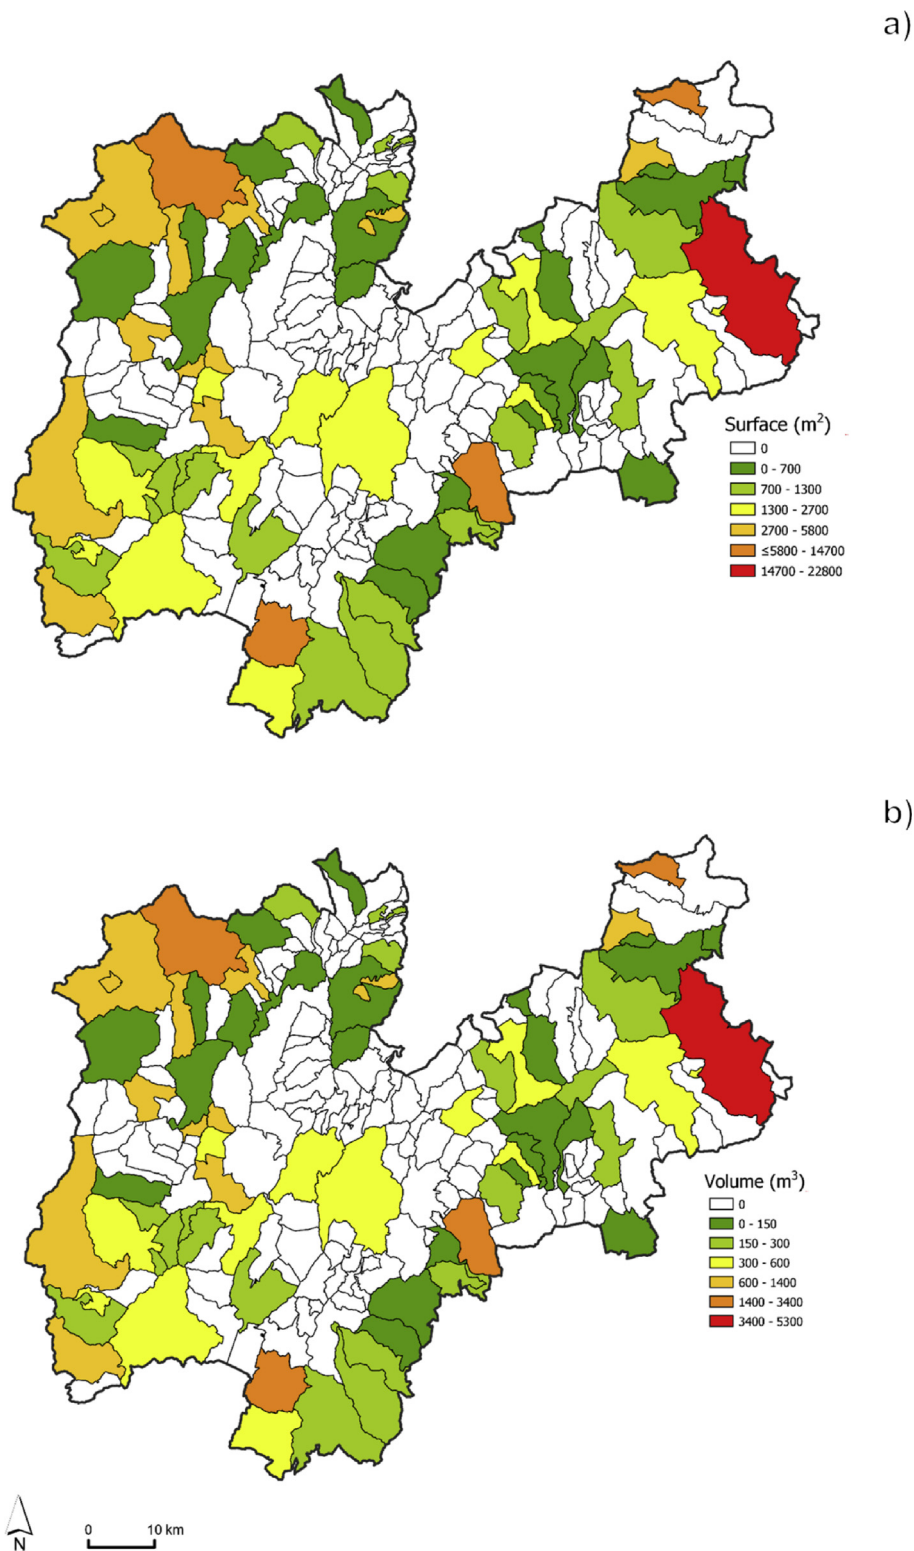 a)
Surface (m²)
0
0 - 700
700 - 1300
1300 - 2700
2700 - 5800
≤5800 - 14700
14700 - 22800
b)
Volume (m³)
0
0 - 150
150 - 300
300 - 600
600 - 1400
1400 - 3400
3400 - 5300
0 10 km
N